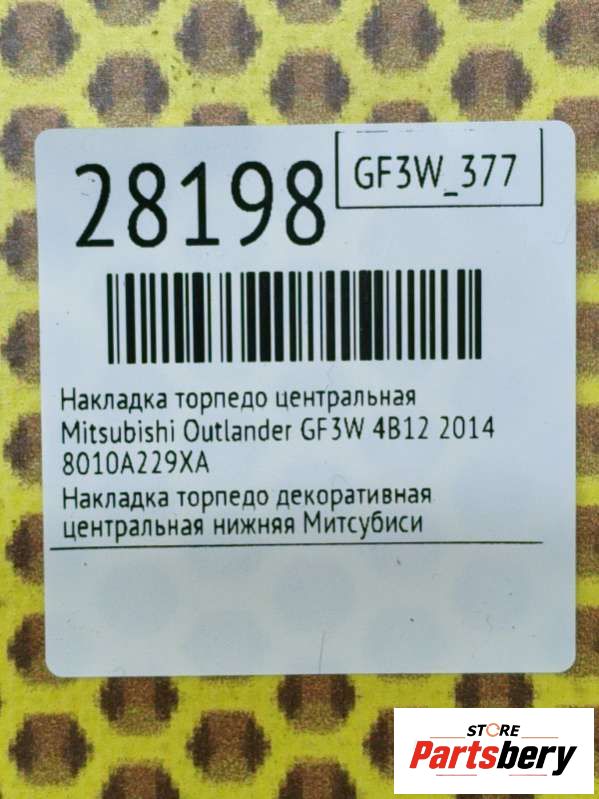 28198
GF3W_377
Накладка торпедо центральная
Mitsubishi Outlander GF3W 4B12 2014
8010A229XA
Накладка торпедо декоративная
центральная нижняя Митсубиси
STORE
Partsbery